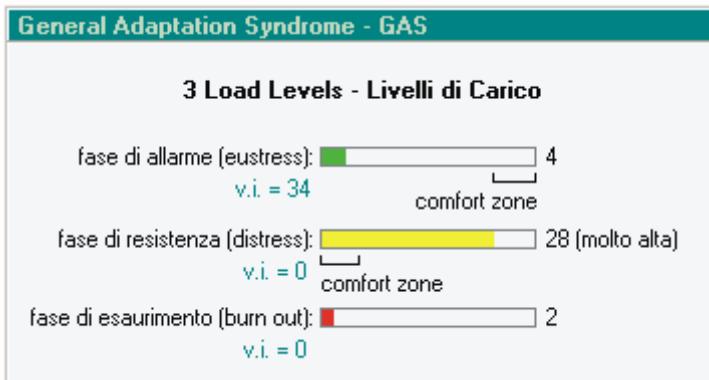 General Adaptation Syndrome - GAS
3 Load Levels - Livelli di Carico
fase di allarme (eustress): 4
v.i. = 34
comfort zone
fase di resistenza (distress): 28 (molto alta)
v.i. = 0
comfort zone
fase di esaurimento (burn out): 2
v.i. = 0